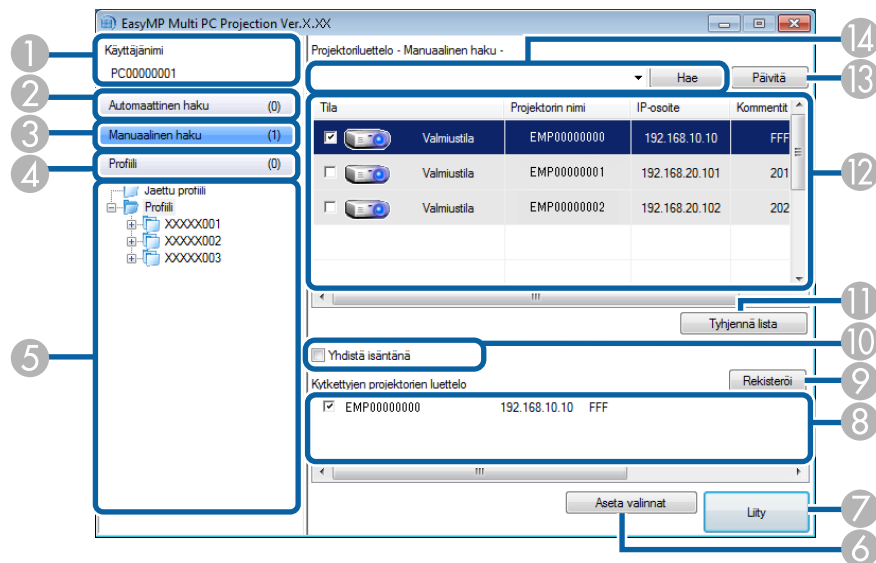 EasyMP Multi PC Projection Ver.X.XX
Käyttäjänimi
PC00000001
Automaattinen haku (0)
Manuaalinen haku (1)
Profiili (0)
Jaettu profiili
Profiili
XXXXX001
XXXXX002
XXXXX003
Projektoriluettelo - Manuaalinen haku -
Hae
Päivitä
Tila Projektorin nimi IP-osoite Kommentit
Valmiustila EMP00000000 192.168.10.10 FFF
Valmiustila EMP00000001 192.168.20.101 201
Valmiustila EMP00000002 192.168.20.102 202
Tyhjennä lista
Yhdistä isäntänä
Kytkettyjen projektorien luettelo
Rekisteröi
EMP00000000 192.168.10.10 FFF
Aseta valinnat
Liity
1
2
3
4
5
6
7
8
9
10
11
12
13
14